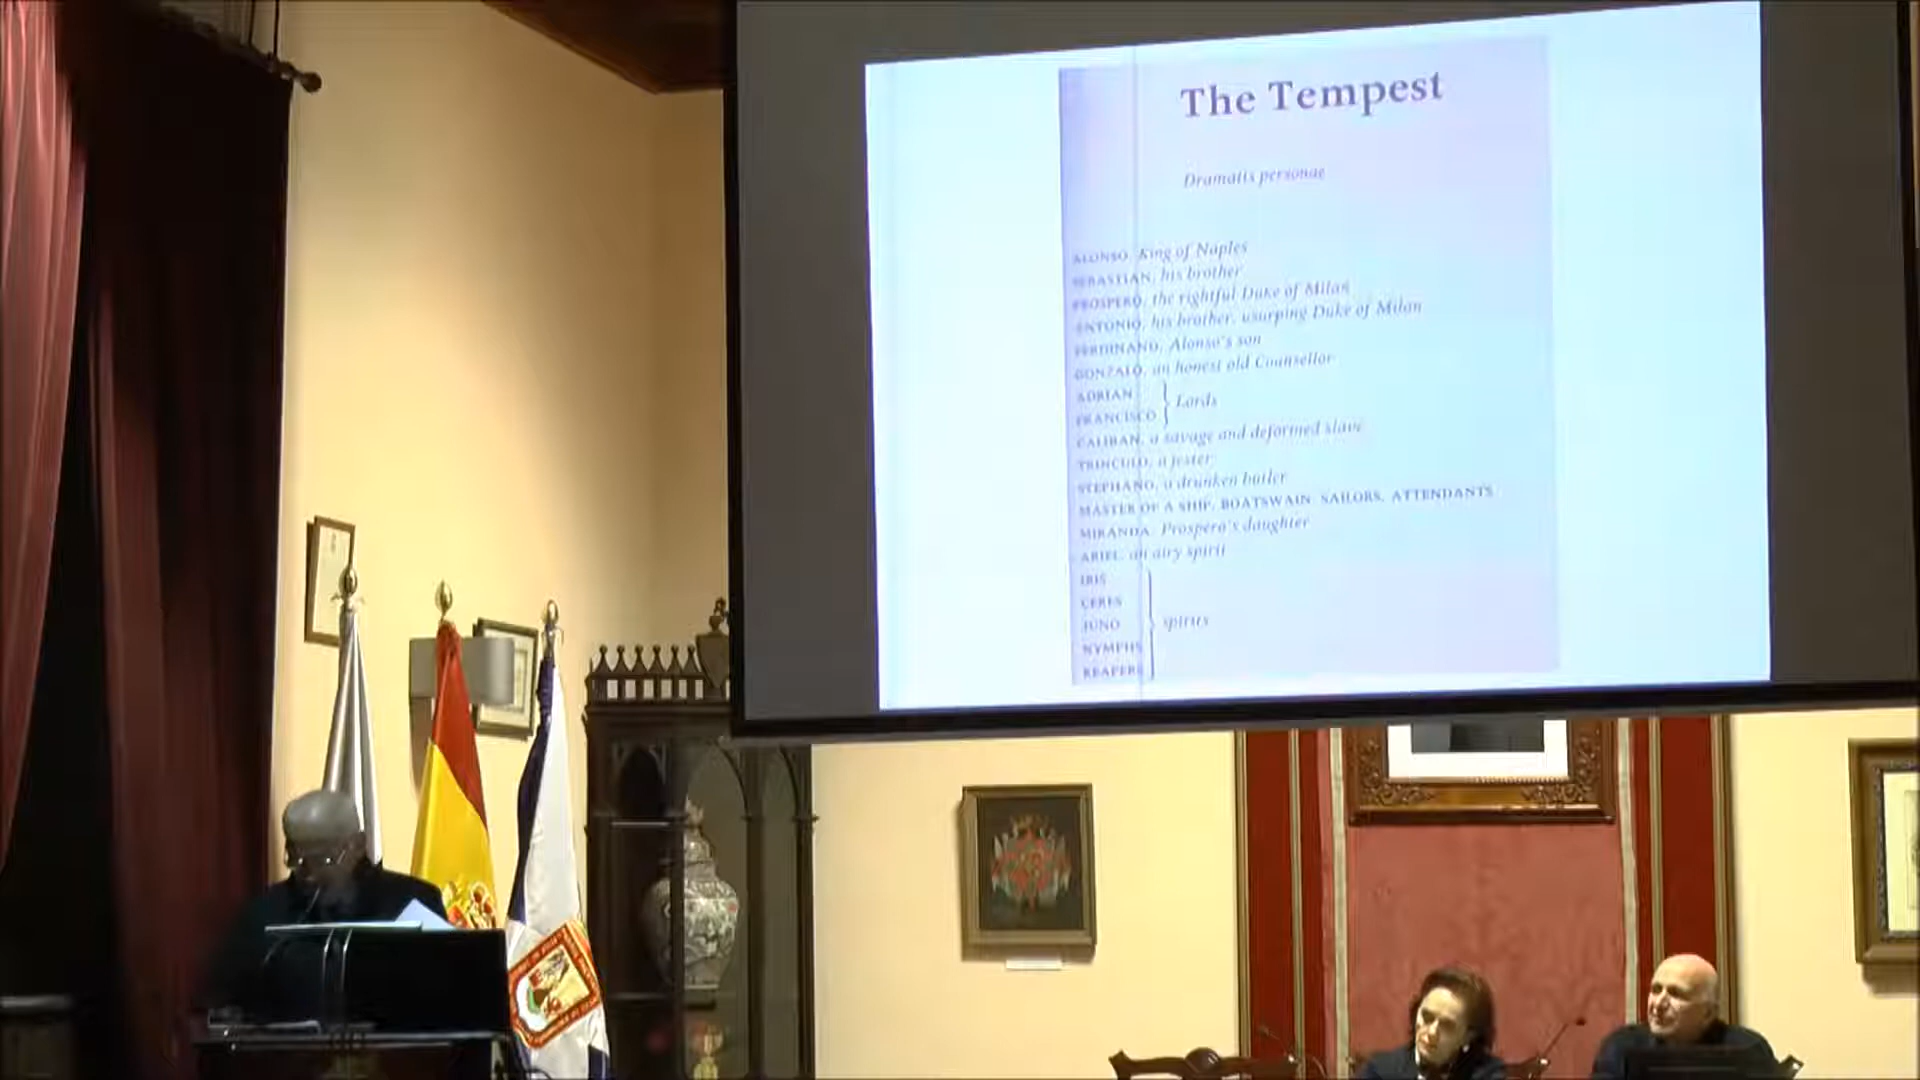 The Tempest
Dramatis personae
ALONSO, King of Naples
SEBASTIAN, his brother
PROSPERO, the rightful Duke of Milan
ANTONIO, his brother, usurping Duke of Milan
FERDINAND, Alonso's son
GONZALO, an honest old Counsellor
ADRIAN
FRANCISCO
Lords
CALIBAN, a savage and deformed slave
TRINCULO, a jester
STEPHANO, a drunken butler
MASTER OF A SHIP, BOATSWAIN, SAILORS, ATTENDANTS
MIRANDA, Prospero's daughter
ARIEL, an airy spirit
IRIS
CERES
JUNO
NYMPHS
REAPERS
spirits